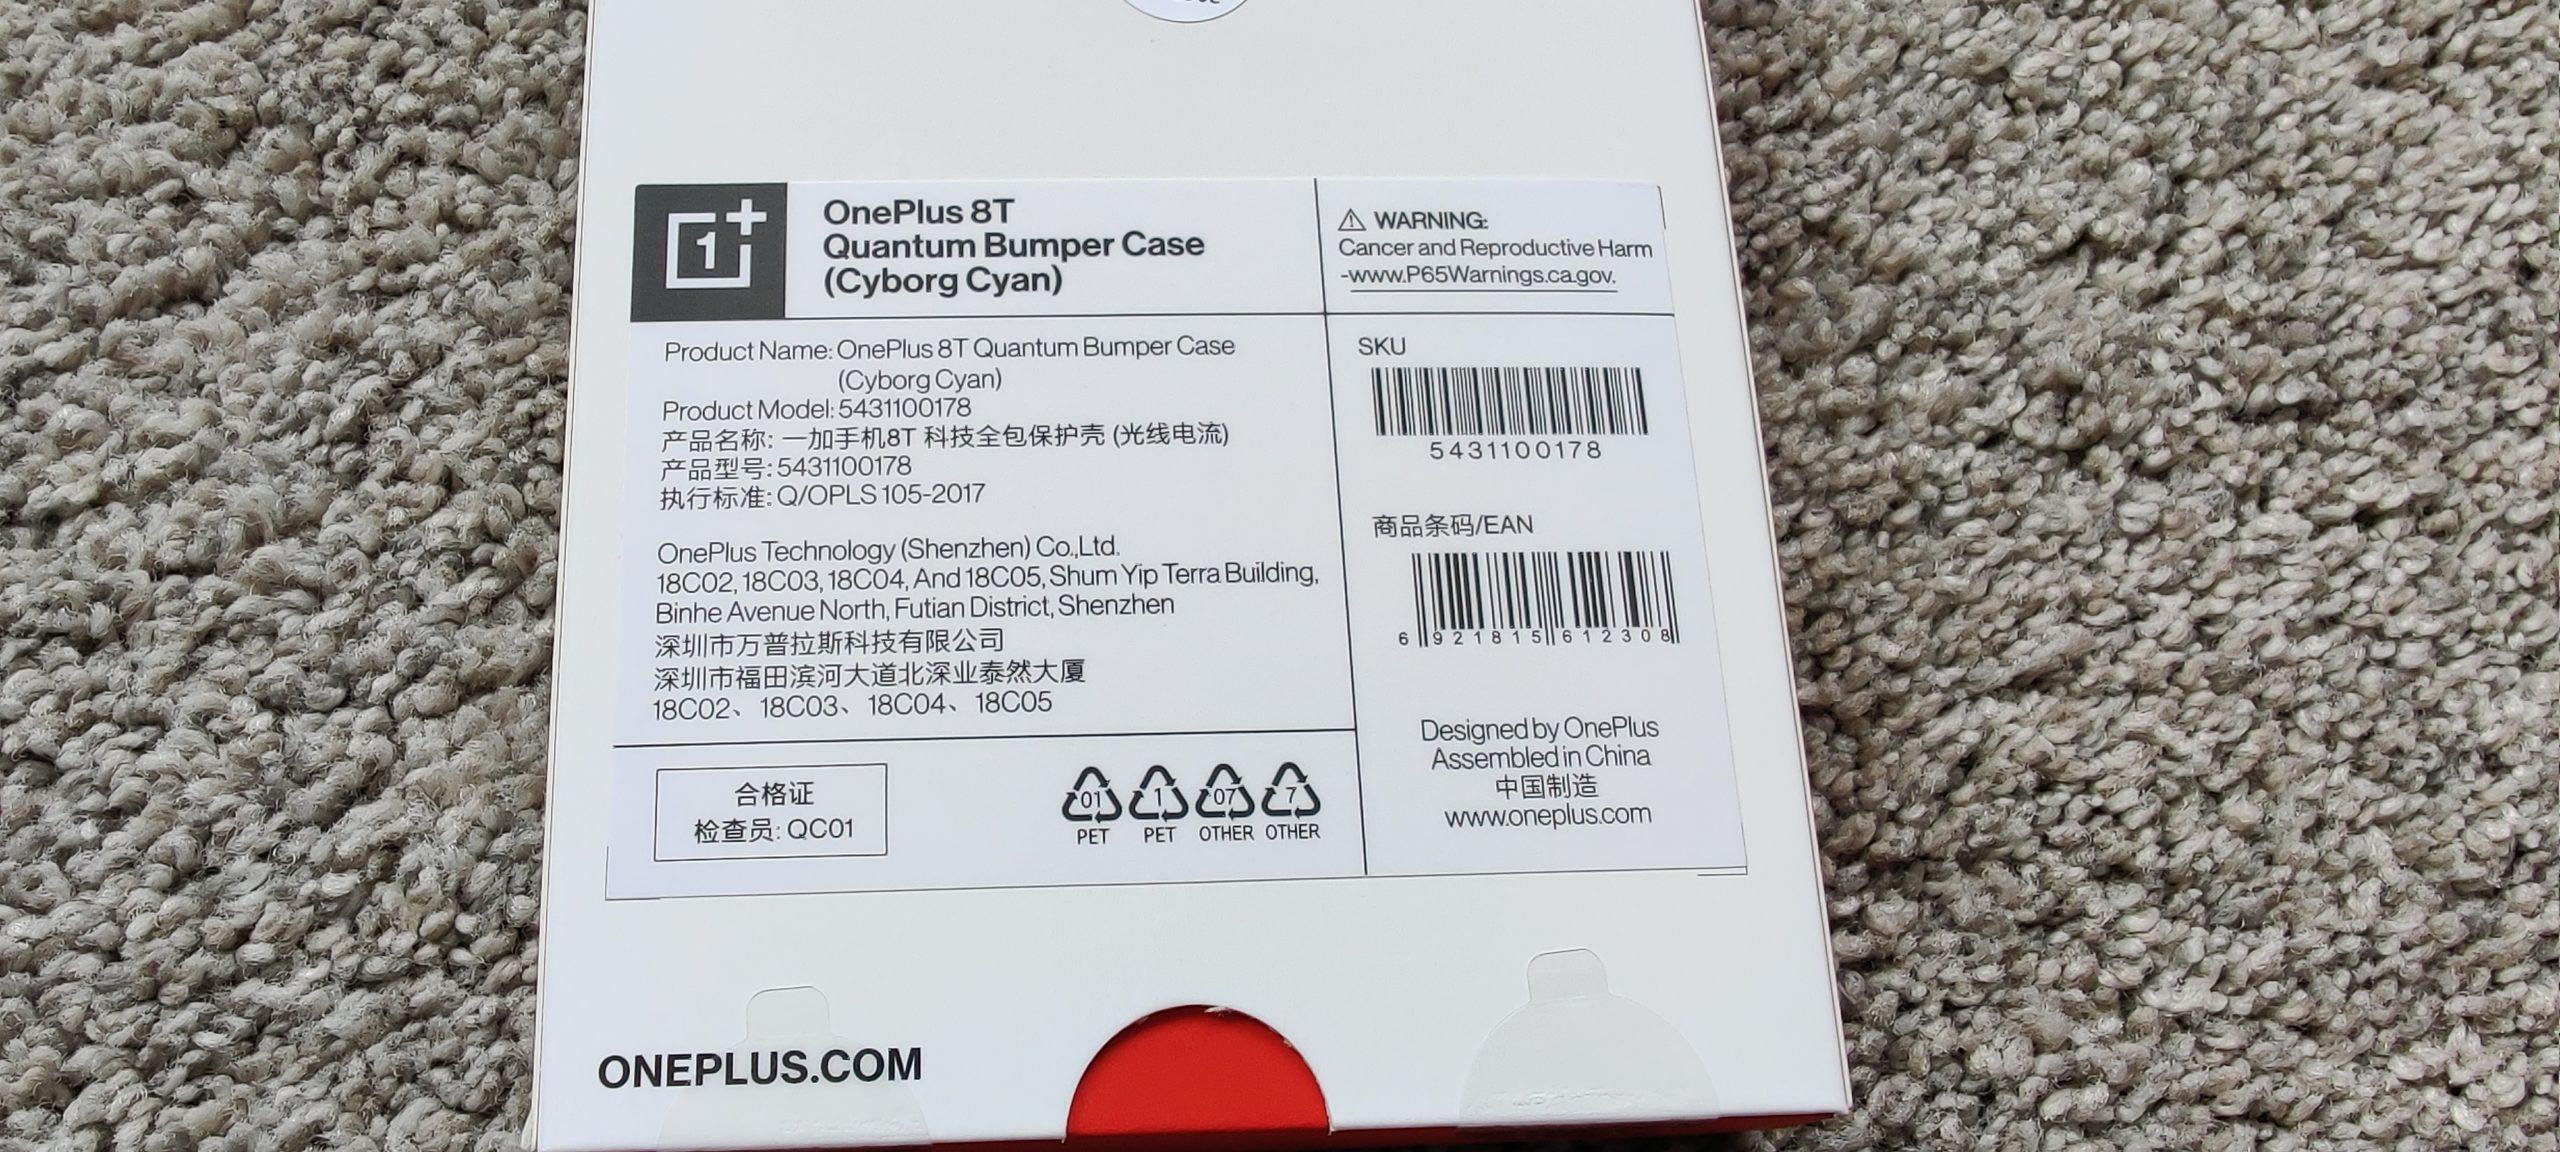 1+
OnePlus 8T
Quantum Bumper Case
(Cyborg Cyan)
WARNING:
Cancer and Reproductive Harm
-www.P65Warnings.ca.gov.
Product Name: OnePlus 8T Quantum Bumper Case
(Cyborg Cyan)
Product Model: 5431100178
产品名称: 一加手机8T 科技全包保护壳 (光线电流)
产品型号: 5431100178
执行标准: Q/OPLS 105-2017
OnePlus Technology (Shenzhen) Co.,Ltd.
18C02, 18C03, 18C04, And 18C05, Shum Yip Terra Building,
Binhe Avenue North, Futian District, Shenzhen
深圳市万普拉斯科技有限公司
深圳市福田滨河大道北深业泰然大厦
18C02、18C03、18C04、18C05
SKU
5431100178
商品条码/EAN
6 921815 612308
Designed by OnePlus
Assembled in China
中国制造
www.oneplus.com
合格证
检查员: QC01
01 1 07 7
PET PET OTHER OTHER
ONEPLUS.COM